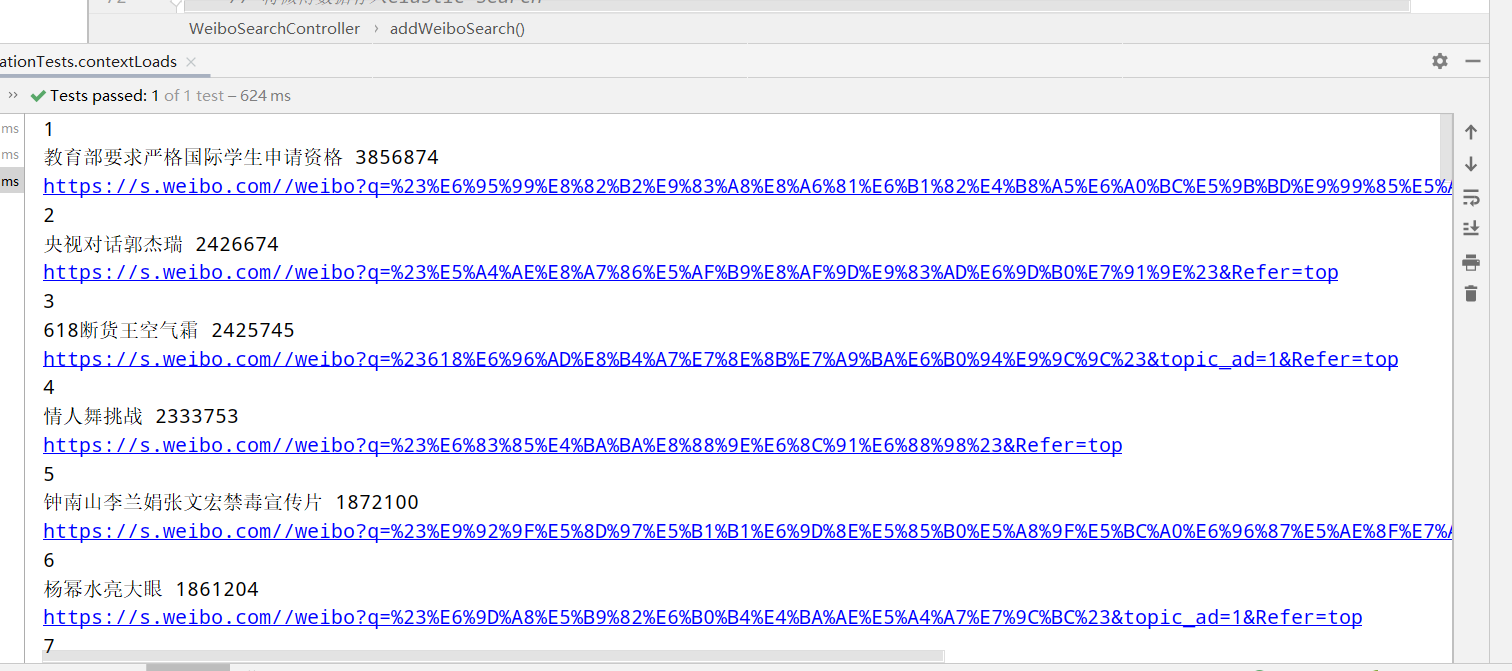 WeiboSearchController › addWeiboSearch()
ationTests.contextLoads ×
» Tests passed: 1 of 1 test – 624 ms
ms
ms
ms
1
教育部要求严格国际学生申请资格 3856874
https://s.weibo.com//weibo?q=%23%E6%95%99%E8%82%B2%E9%83%A8%E8%A6%81%E6%B1%82%E4%B8%A5%E6%A0%BC%E5%9B%BD%E9%99%85%E5%A
2
央视对话郭杰瑞 2426674
https://s.weibo.com//weibo?q=%23%E5%A4%AE%E8%A7%86%E5%AF%B9%E8%AF%9D%E9%83%AD%E6%9D%B0%E7%91%9E%23&Refer=top
3
618断货王空气霜 2425745
https://s.weibo.com//weibo?q=%23618%E6%96%AD%E8%B4%A7%E7%8E%8B%E7%A9%BA%E6%B0%94%E9%9C%9C%23&topic_ad=1&Refer=top
4
情人舞挑战 2333753
https://s.weibo.com//weibo?q=%23%E6%83%85%E4%BA%BA%E8%88%9E%E6%8C%91%E6%88%98%23&Refer=top
5
钟南山李兰娟张文宏禁毒宣传片 1872100
https://s.weibo.com//weibo?q=%23%E9%92%9F%E5%8D%97%E5%B1%B1%E6%9D%8E%E5%85%B0%E5%A8%9F%E5%BC%A0%E6%96%87%E5%AE%8F%E7%A
6
杨幂水亮大眼 1861204
https://s.weibo.com//weibo?q=%23%E6%9D%A8%E5%B9%82%E6%B0%B4%E4%BA%AE%E5%A4%A7%E7%9C%BC%23&topic_ad=1&Refer=top
7